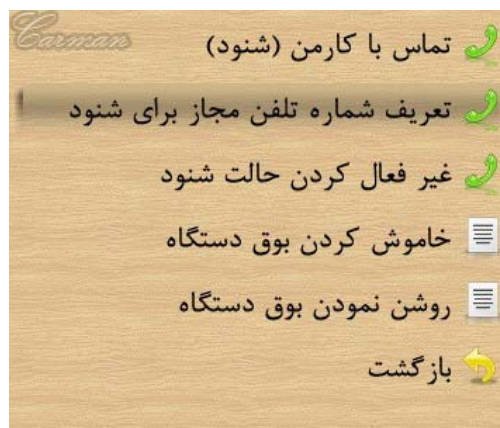 Carman
تماس با کارمن (شنود)
تعریف شماره تلفن مجاز برای شنود
غیر فعال کردن حالت شنود
خاموش کردن بوق دستگاه
روشن نمودن بوق دستگاه
بازگشت